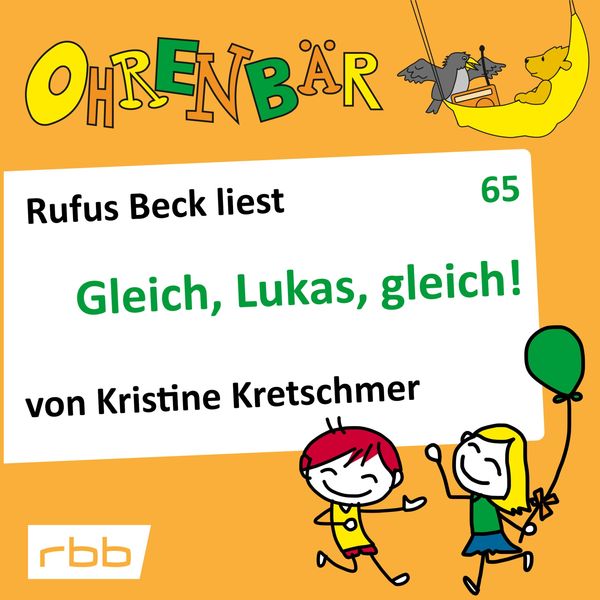 OHRENBÄR
Rufus Beck liest
65
Gleich, Lukas, gleich!
von Kristine Kretschmer
rbb